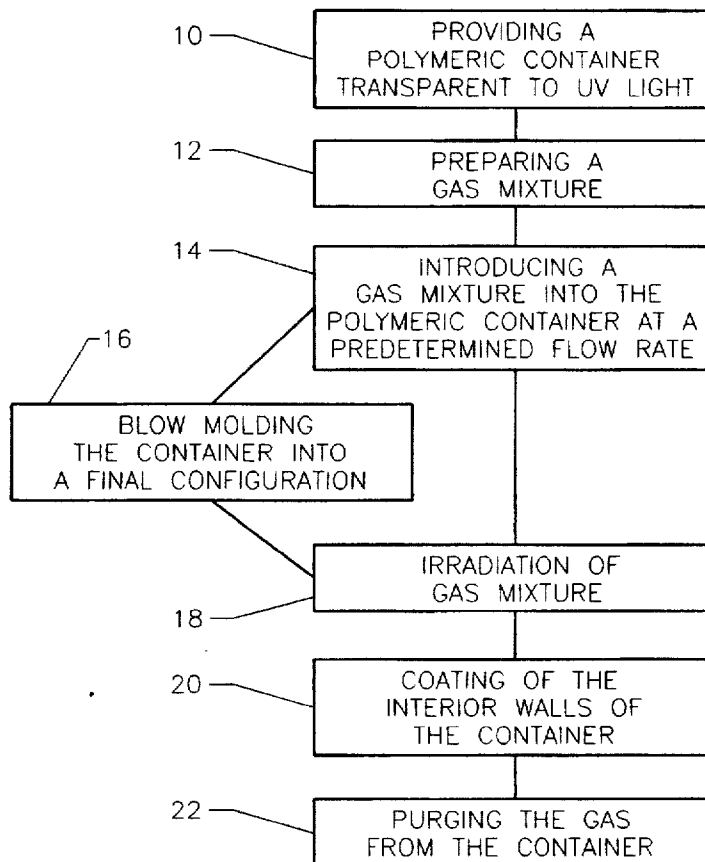 10
PROVIDING A
POLYMERIC CONTAINER
TRANSPARENT TO UV LIGHT
12
PREPARING A
GAS MIXTURE
14
INTRODUCING A
GAS MIXTURE INTO THE
POLYMERIC CONTAINER AT A
PREDETERMINED FLOW RATE
16
BLOW MOLDING
THE CONTAINER INTO
A FINAL CONFIGURATION
IRRADIATION OF
GAS MIXTURE
18
20
COATING OF THE
INTERIOR WALLS OF
THE CONTAINER
22
PURGING THE GAS
FROM THE CONTAINER